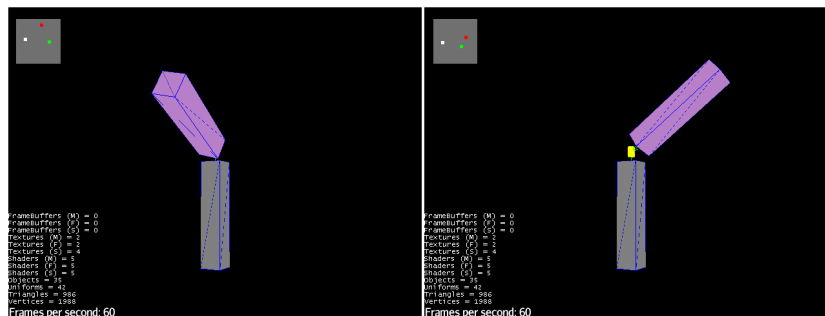 FrameBuffers (M) = 0
FrameBuffers (F) = 0
FrameBuffers (S) = 0
Textures (M) = 2
Textures (F) = 2
Textures (S) = 4
Shaders (M) = 5
Shaders (F) = 5
Shaders (S) = 5
Objects = 35
Uniforms = 42
Triangles = 986
Vertices = 1988
Frames per second: 60
FrameBuffers (M) = 0
FrameBuffers (F) = 0
FrameBuffers (S) = 0
Textures (M) = 2
Textures (F) = 2
Textures (S) = 4
Shaders (M) = 5
Shaders (F) = 5
Shaders (S) = 5
Objects = 35
Uniforms = 42
Triangles = 986
Vertices = 1988
Frames per second: 60